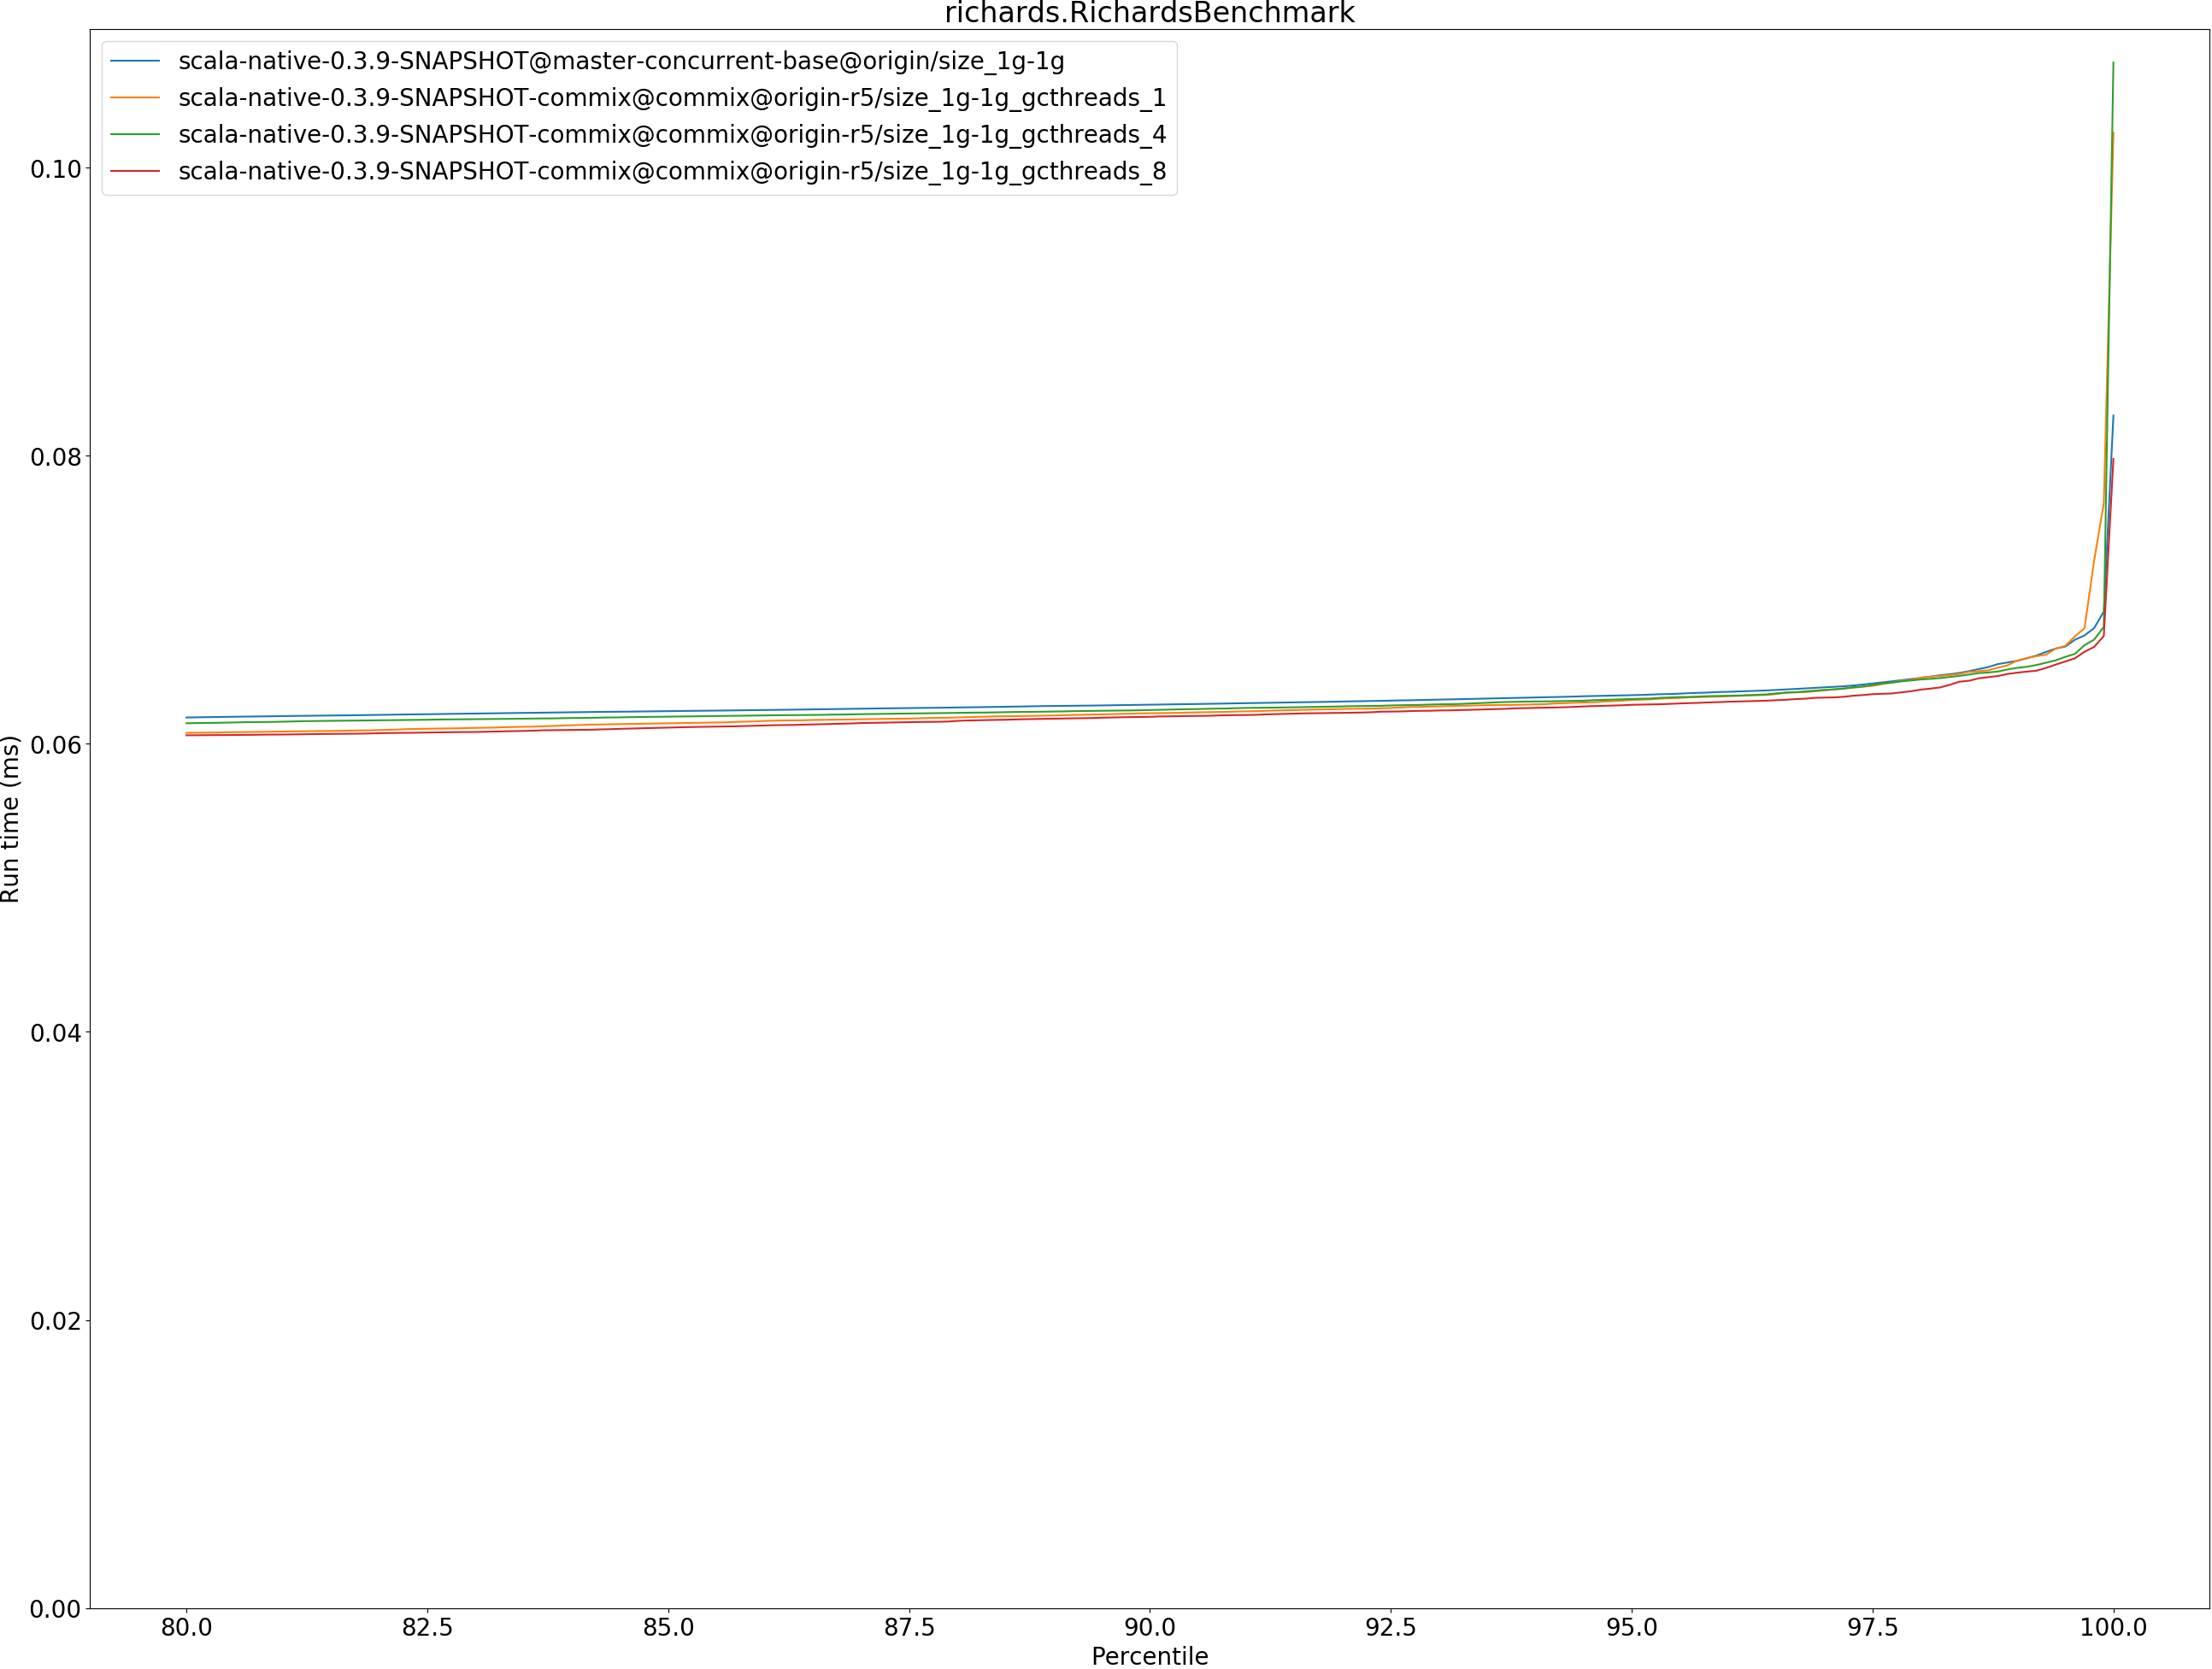 richards.RichardsBenchmark
scala-native-0.3.9-SNAPSHOT@master-concurrent-base@origin/size_1g-1g
scala-native-0.3.9-SNAPSHOT-commix@commix@origin-r5/size_1g-1g_gcthreads_1
scala-native-0.3.9-SNAPSHOT-commix@commix@origin-r5/size_1g-1g_gcthreads_4
scala-native-0.3.9-SNAPSHOT-commix@commix@origin-r5/size_1g-1g_gcthreads_8
0.10
0.08
0.06
0.04
0.02
0.00
Run time (ms)
80.0 82.5 85.0 87.5 90.0 92.5 95.0 97.5 100.0
Percentile